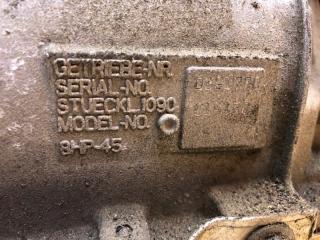 GETRIEBE-NR.
SERIAL-NO.
STUECKL.1090
MODEL-NO.
8HP-45